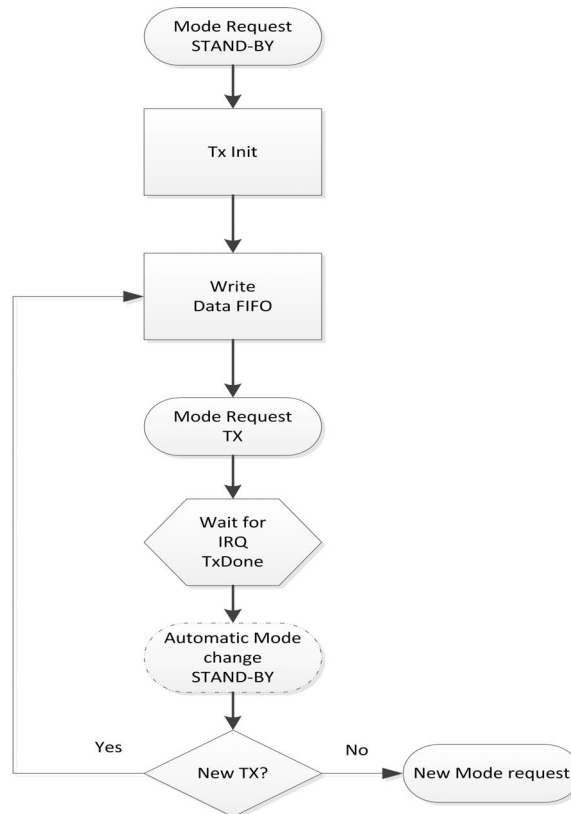 Mode Request
STAND-BY
Tx Init
Write
Data FIFO
Mode Request
TX
Wait for
IRQ
TxDone
Automatic Mode
change
STAND-BY
Yes
New TX?
No
New Mode request